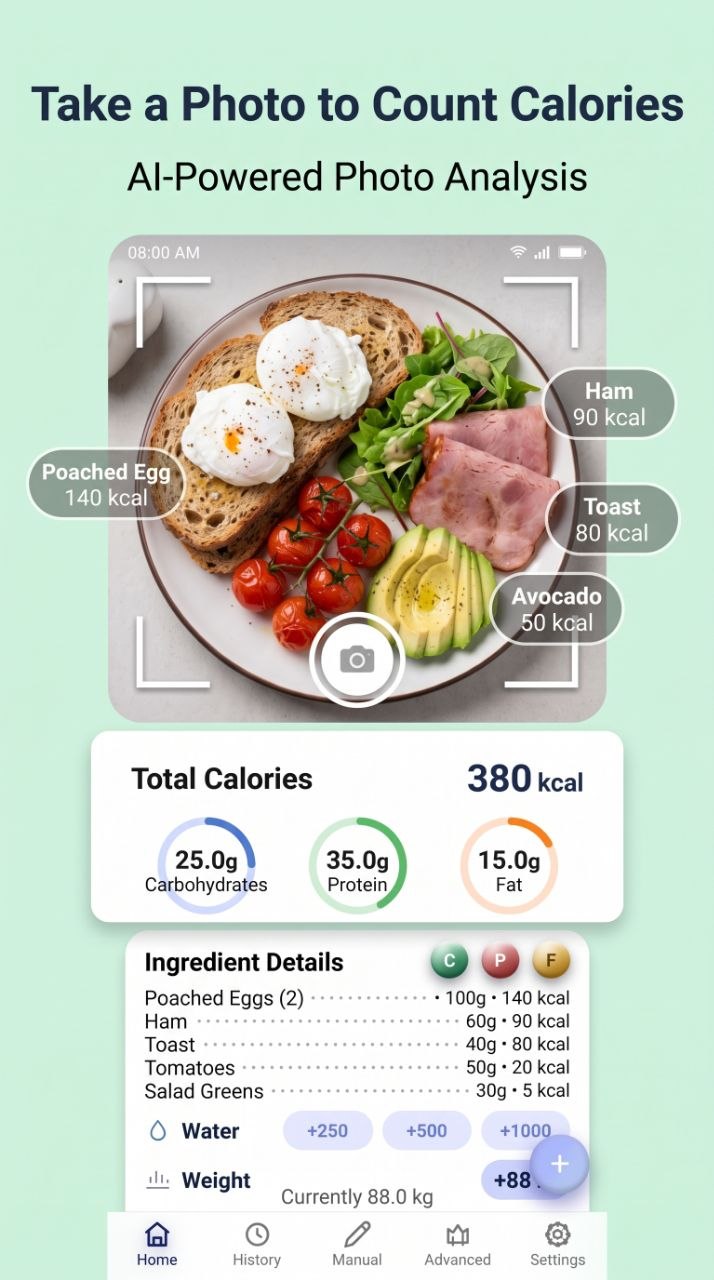 Take a Photo to Count Calories
AI-Powered Photo Analysis
08:00 AM
Ham
90 kcal
Poached Egg
140 kcal
Toast
80 kcal
Avocado
50 kcal
Total Calories 380 kcal
25.0g
Carbohydrates
35.0g
Protein
15.0g
Fat
Ingredient Details C P F
Poached Eggs (2) • 100g • 140 kcal
Ham 60g • 90 kcal
Toast 40g • 80 kcal
Tomatoes 50g • 20 kcal
Salad Greens 30g • 5 kcal
Water +250 +500 +1000
+
Weight +88
Currently 88.0 kg
Home History Manual Advanced Settings